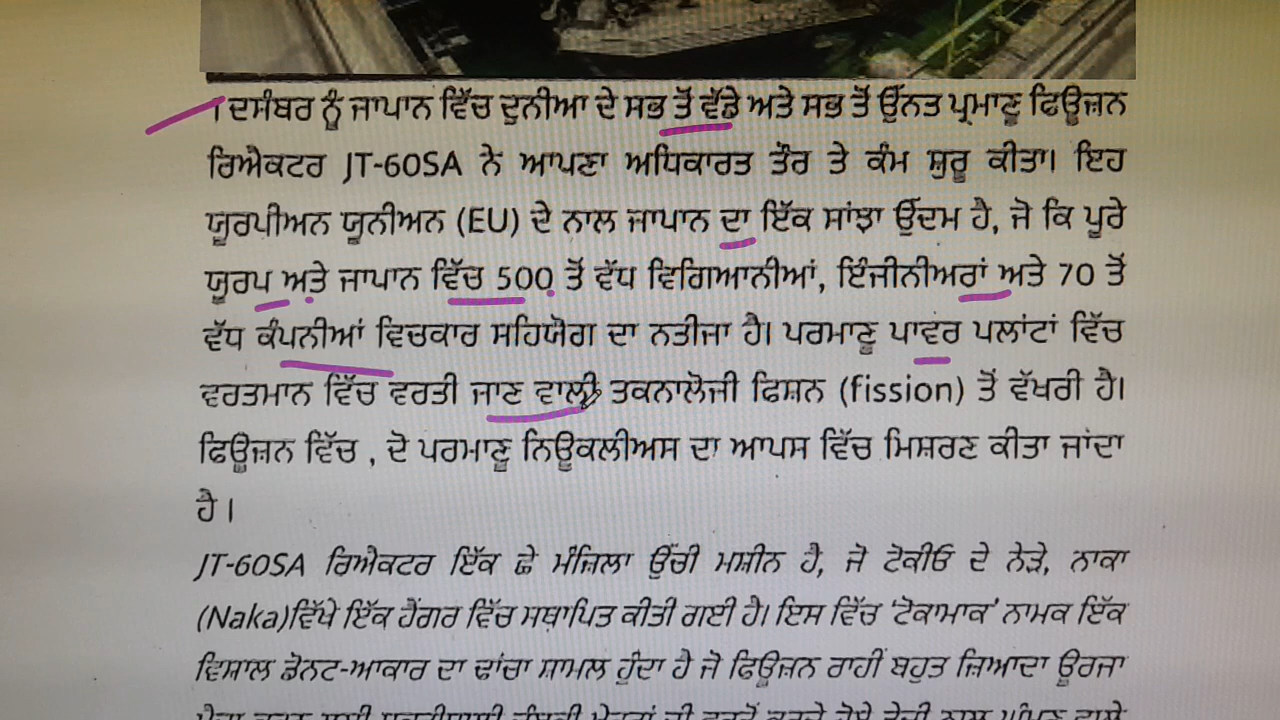 । ਦਸੰਬਰ ਨੂੰ ਜਾਪਾਨ ਵਿੱਚ ਦੁਨੀਆ ਦੇ ਸਭ ਤੋਂ ਵੱਡੇ ਅਤੇ ਸਭ ਤੋਂ ਉੱਨਤ ਪ੍ਰਮਾਣੂ ਫਿਊਜ਼ਨ
ਰਿਐਕਟਰ JT-60SA ਨੇ ਆਪਣਾ ਅਧਿਕਾਰਤ ਤੌਰ ਤੇ ਕੰਮ ਸ਼ੁਰੂ ਕੀਤਾ। ਇਹ
ਯੂਰਪੀਅਨ ਯੂਨੀਅਨ (EU) ਦੇ ਨਾਲ ਜਾਪਾਨ ਦਾ ਇੱਕ ਸਾਂਝਾ ਉੱਦਮ ਹੈ, ਜੋ ਕਿ ਪੂਰੇ
ਯੂਰਪ ਅਤੇ ਜਾਪਾਨ ਵਿੱਚ 500 ਤੋਂ ਵੱਧ ਵਿਗਿਆਨੀਆਂ, ਇੰਜੀਨੀਅਰਾਂ ਅਤੇ 70 ਤੋਂ
ਵੱਧ ਕੰਪਨੀਆਂ ਵਿਚਕਾਰ ਸਹਿਯੋਗ ਦਾ ਨਤੀਜਾ ਹੈ। ਪਰਮਾਣੂ ਪਾਵਰ ਪਲਾਂਟਾਂ ਵਿੱਚ
ਵਰਤਮਾਨ ਵਿੱਚ ਵਰਤੀ ਜਾਣ ਵਾਲੀ ਤਕਨਾਲੋਜੀ ਫਿਸ਼ਨ (fission) ਤੋਂ ਵੱਖਰੀ ਹੈ।
ਫਿਊਜ਼ਨ ਵਿੱਚ , ਦੋ ਪਰਮਾਣੂ ਨਿਊਕਲੀਅਸ ਦਾ ਆਪਸ ਵਿੱਚ ਮਿਸ਼ਰਣ ਕੀਤਾ ਜਾਂਦਾ
ਹੈ ।
JT-60SA ਰਿਐਕਟਰ ਇੱਕ ਛੇ ਮੰਜ਼ਿਲਾ ਉੱਚੀ ਮਸ਼ੀਨ ਹੈ, ਜੋ ਟੋਕੀਓ ਦੇ ਨੇੜੇ, ਨਾਕਾ
(Naka)ਵਿੱਖੇ ਇੱਕ ਹੈਂਗਰ ਵਿੱਚ ਸਥਾਪਿਤ ਕੀਤੀ ਗਈ ਹੈ। ਇਸ ਵਿੱਚ 'ਟੋਕਾਮਾਕ' ਨਾਮਕ ਇੱਕ
ਵਿਸ਼ਾਲ ਡੋਨਟ-ਆਕਾਰ ਦਾ ਢਾਂਚਾ ਸ਼ਾਮਲ ਹੁੰਦਾ ਹੈ ਜੋ ਫਿਊਜ਼ਨ ਰਾਹੀਂ ਬਹੁਤ ਜ਼ਿਆਦਾ ਊਰਜਾ